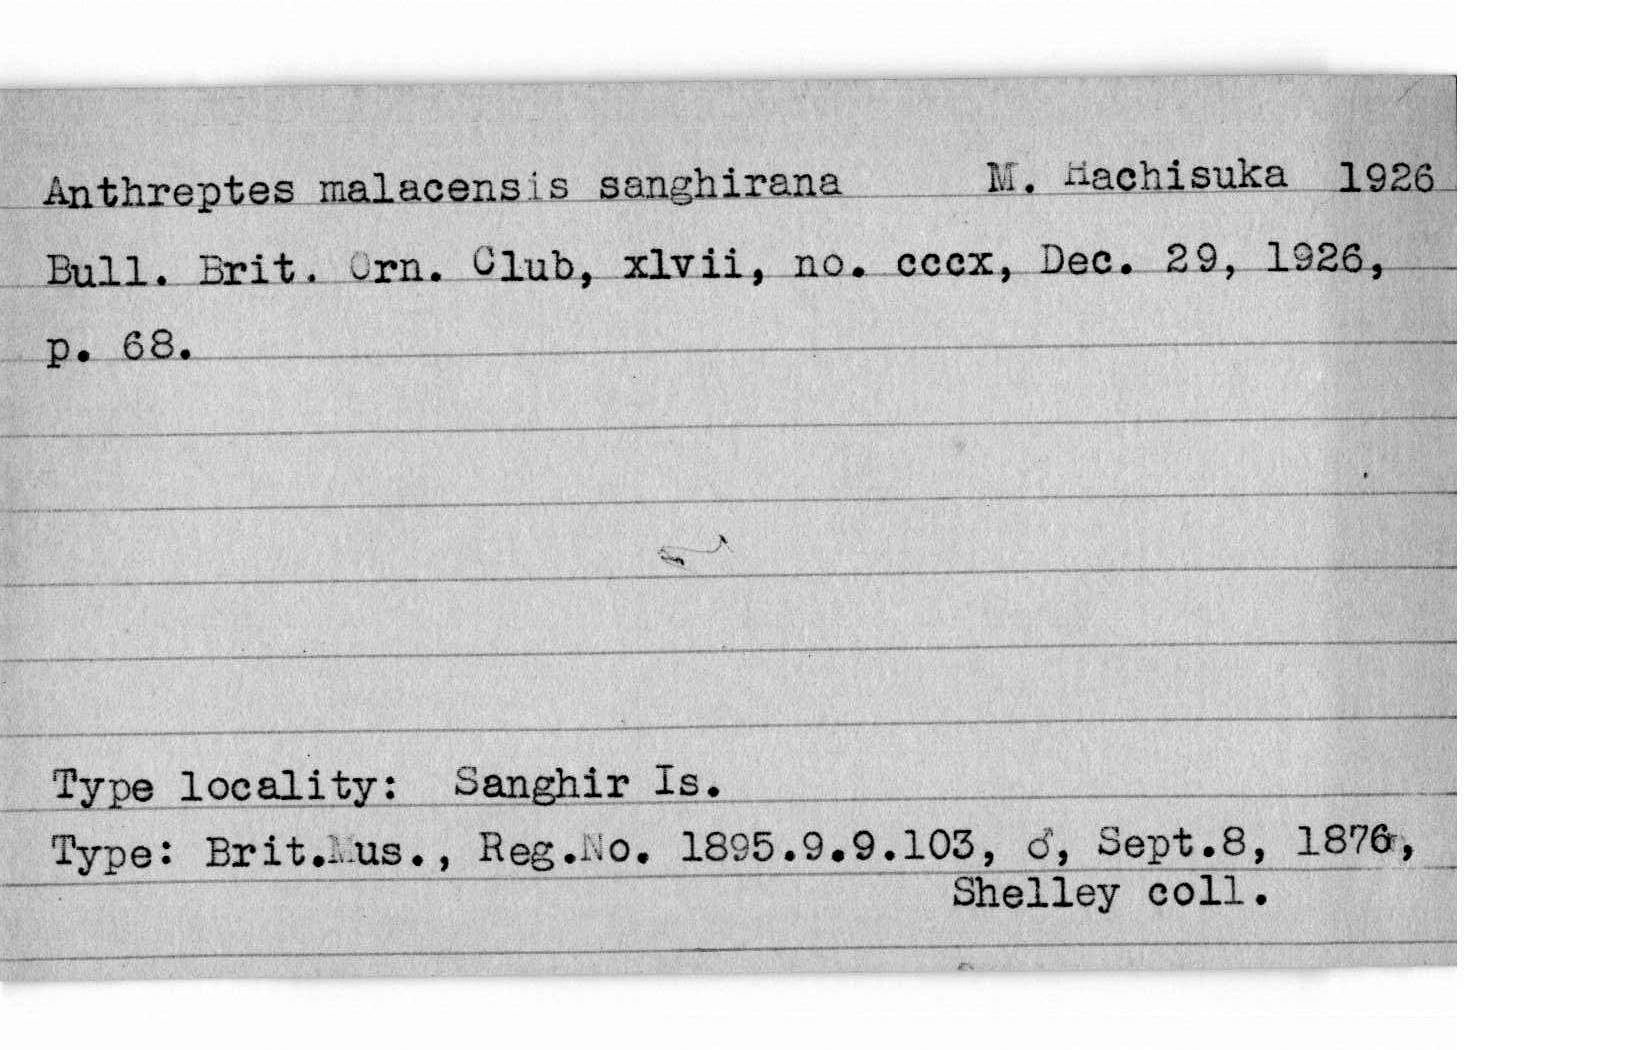 Anthreptes malacensis sanghirana M. Hachisuka 1926
Bull. Brit. Orn. Club, xlvii, no. cccx, Dec. 29, 1926,
p. 68.
Type locality: Sanghir Is.
Type: Brit.Mus., Reg.No. 1895.9.9.103, ♂, Sept.8, 1876,
Shelley coll.